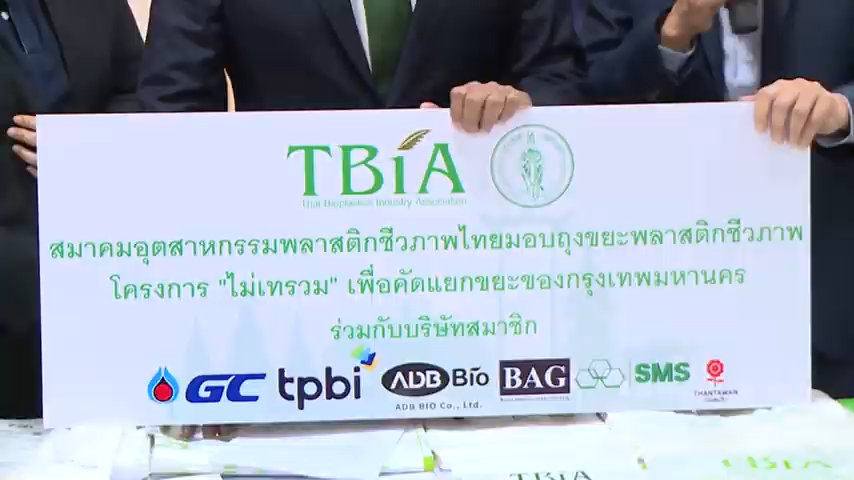 TBiA
Thai Bioplastics Industry Association
สมาคมอุตสาหกรรมพลาสติกชีวภาพไทยมอบถุงขยะพลาสติกชีวภาพ
โครงการ "ไม่เทรวม" เพื่อคัดแยกขยะของกรุงเทพมหานคร
ร่วมกับบริษัทสมาชิก
GC tpbi ADB Bio BAG SMS
ADB BIO Co., Ltd. THANTAWAN
TBiA